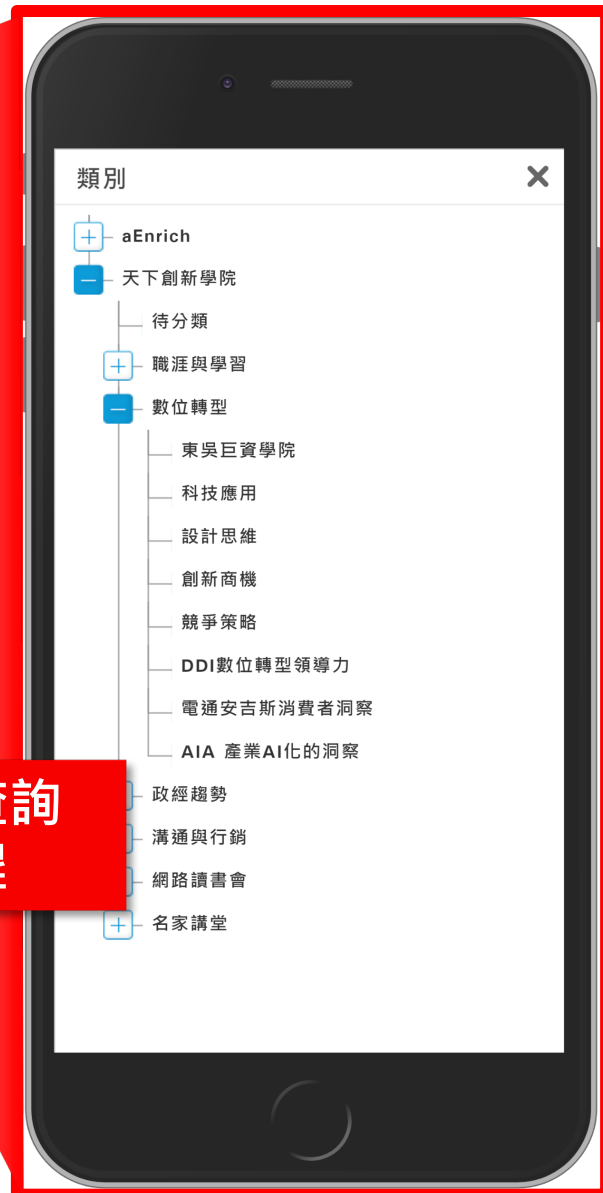 類別
aEnrich
天下創新學院
待分類
職涯與學習
數位轉型
東吳巨資學院
科技應用
設計思維
創新商機
競爭策略
DDI數位轉型領導力
電通安吉斯消費者洞察
AIA 產業AI化的洞察
政經趨勢
溝通與行銷
網路讀書會
名家講堂
詢